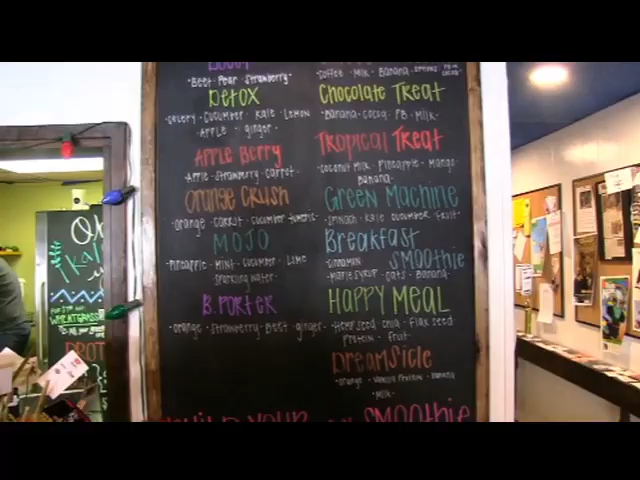 Beet · Pear · Strawberry
Detox
Celery · Cucumber · Kale · Lemon
Apple · Ginger
Apple Berry
Apple · Strawberry · Carrot
Orange Crush
Orange · Carrot · Cucumber · Tumeric
MOJO
Pineapple · Mint · Cucumber · Lime
Sparkling Water
B. Porter
Orange · Strawberry · Beet · Ginger
Coffee · Milk · Banana
Chocolate Treat
Banana · Cocoa · PB · Milk
Tropical Treat
Coconut Milk · Pineapple · Mango
Banana
Green Machine
Spinach · Kale · Cucumber · Fruit
Breakfast
Smoothie
Cinnamon
Maple Syrup · Oats · Banana
Happy Meal
Hemp seed · Chia · Flax seed
Protein · Fruit
Dreamsicle
Orange · Vanilla Protein · Banana
Milk
Build Your
Smoothie
Kale
Wheatgrass